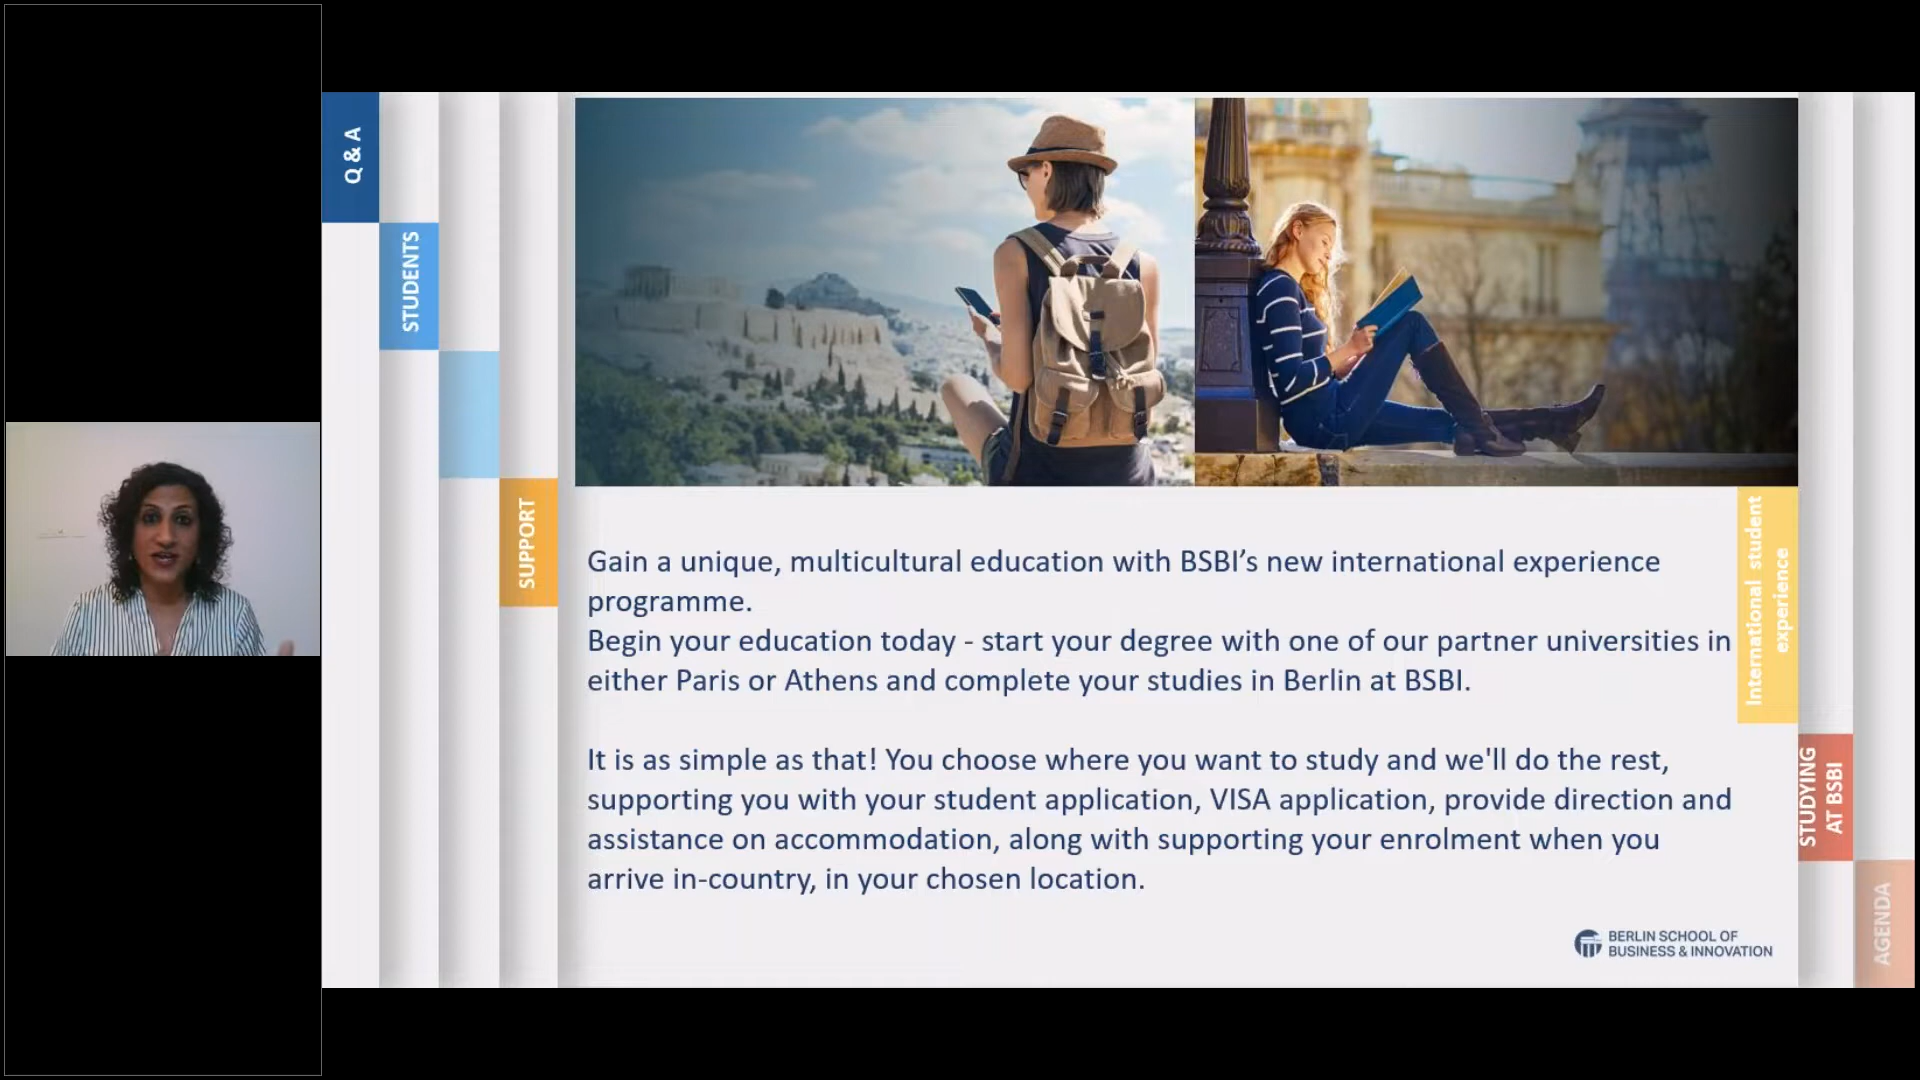 Q & A
STUDENTS
SUPPORT
Gain a unique, multicultural education with BSBI’s new international experience
programme.
Begin your education today - start your degree with one of our partner universities in
either Paris or Athens and complete your studies in Berlin at BSBI.
It is as simple as that! You choose where you want to study and we'll do the rest,
supporting you with your student application, VISA application, provide direction and
assistance on accommodation, along with supporting your enrolment when you
arrive in-country, in your chosen location.
International student
experience
STUDYING
AT BSBI
AGENDA
BERLIN SCHOOL OF
BUSINESS & INNOVATION